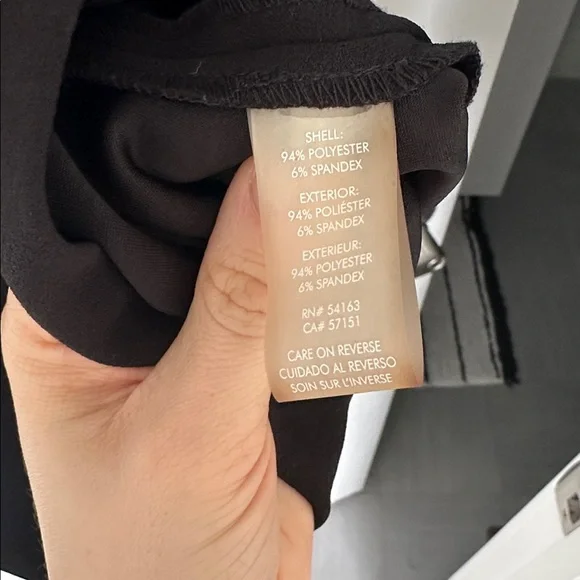 SHELL:
94% POLYESTER
6% SPANDEX
EXTERIOR:
94% POLIÉSTER
6% SPANDEX
EXTÉRIEUR:
94% POLYESTER
6% SPANDEX
RN# 54163
CA# 57151
CARE ON REVERSE
CUIDADO AL REVERSO
SOIN SUR L'INVERSE